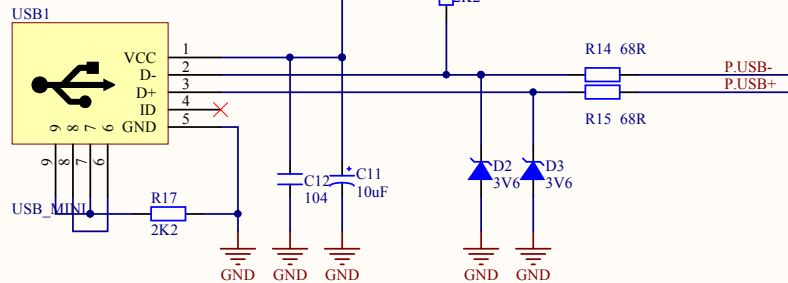 USB1
2K2
VCC 1
D- 2
D+ 3
ID 4
GND 5
9 8 7 6
9 8 7 6
USB_MINI
R17
2K2
C12
104
C11
10uF
D2
3V6
D3
3V6
R14 68R
R15 68R
P.USB-
P.USB+
GND GND GND GND GND